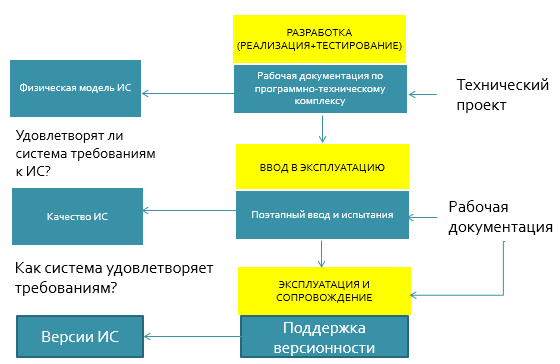 РАЗРАБОТКА
(РЕАЛИЗАЦИЯ+ТЕСТИРОВАНИЕ)
Физическая модель ИС
Рабочая документация по
программно-техническому
комплексу
Технический
проект
Удовлетворят ли
система требованиям
к ИС?
ВВОД В ЭКСПЛУАТАЦИЮ
Качество ИС
Поэтапный ввод и испытания
Рабочая
документация
Как система удовлетворяет
требованиям?
ЭКСПЛУАТАЦИЯ И
СОПРОВОЖДЕНИЕ
Версии ИС
Поддержка
версионности